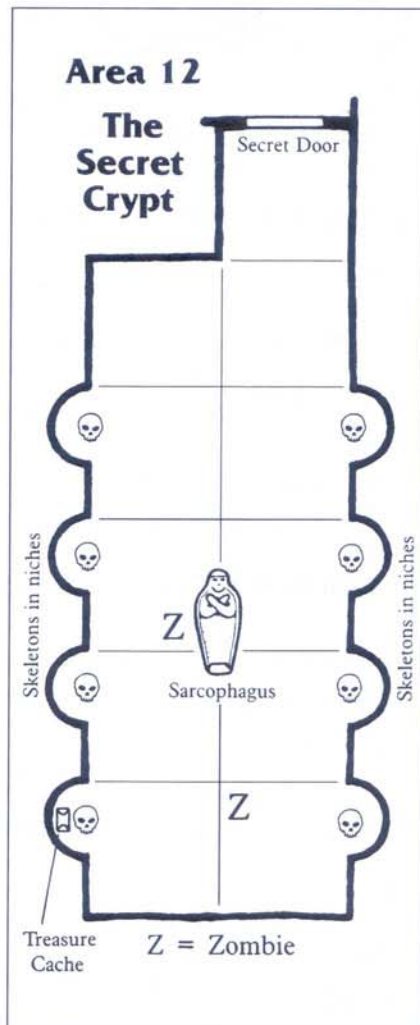 Area 12
The
Secret
Crypt
Secret Door
Skeletons in niches
Skeletons in niches
Z
Sarcophagus
Z
Treasure
Cache
Z = Zombie